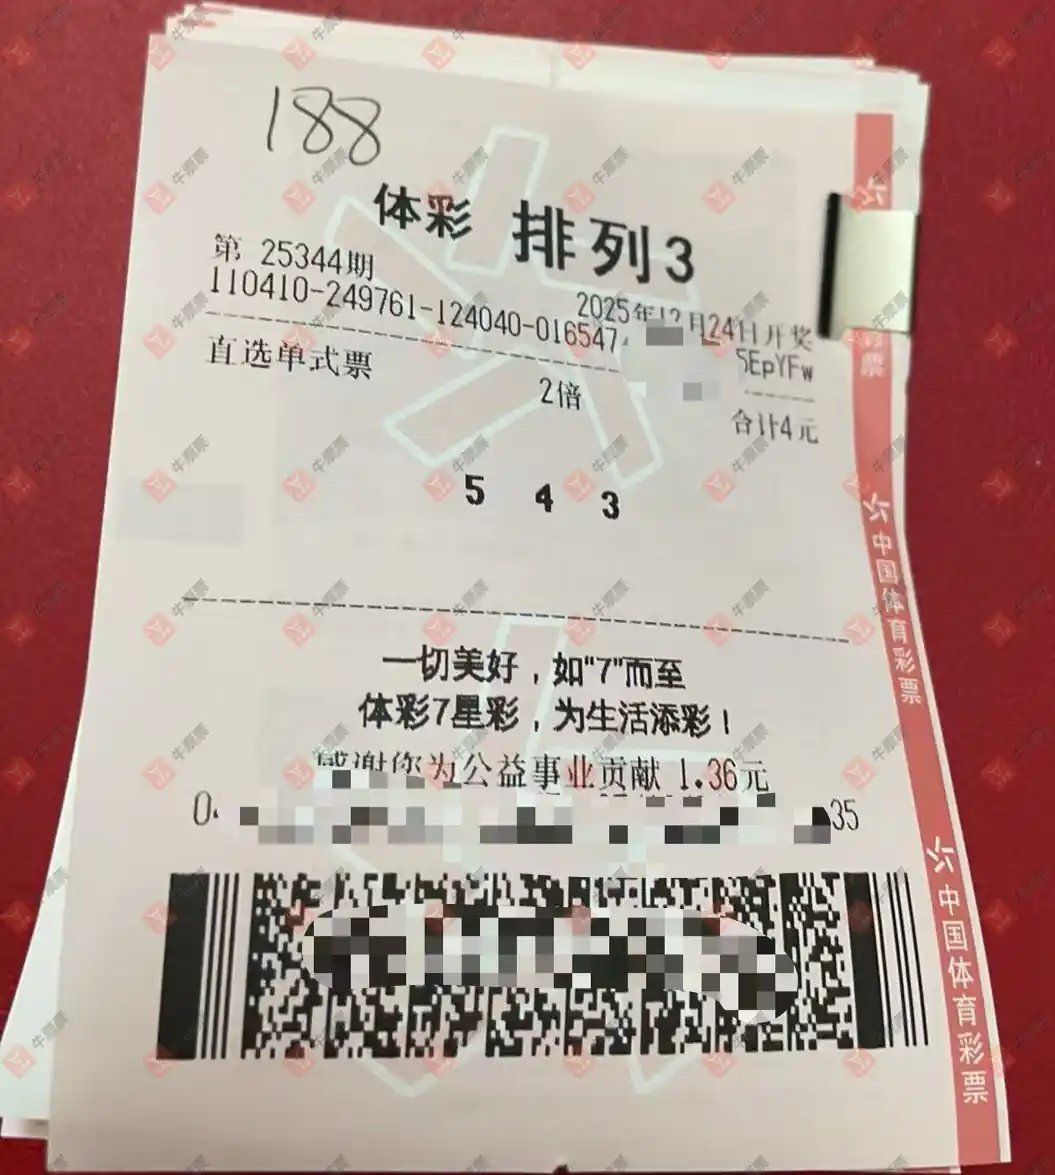 188
体彩 排列3
第 25344期
2025年12月24日开奖
110410-249761-124040-016547
5EpYFw
直选单式票
2倍
合计4元
5 4 3
一切美好，如"7"而至
体彩7星彩，为生活添彩！
感谢您为公益事业贡献 1.36元
35
彩票
中国体育彩票
中国体育彩票
牛票票